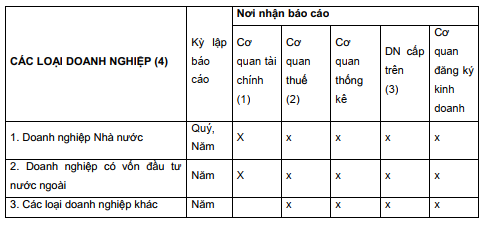 Nơi nhận báo cáo
CÁC LOẠI DOANH NGHIỆP (4)
Kỳ lập
báo
cáo
Cơ
quan tài
chính
(1)
Cơ
quan
thuế
(2)
Cơ
quan
thống
kê
DN cấp
trên
(3)
Cơ
quan
đăng ký
kinh
doanh
1. Doanh nghiệp Nhà nước
Quý,
Năm
X
x
x
x
x
2. Doanh nghiệp có vốn đầu tư
nước ngoài
Năm
X
x
x
x
x
3. Các loại doanh nghiệp khác
Năm
x
x
x
x